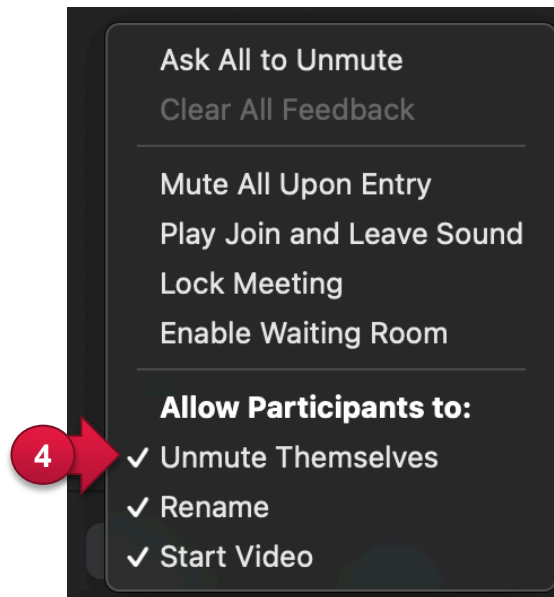 Ask All to Unmute
Clear All Feedback
Mute All Upon Entry
Play Join and Leave Sound
Lock Meeting
Enable Waiting Room
Allow Participants to:
4 ✓ Unmute Themselves
✓ Rename
✓ Start Video